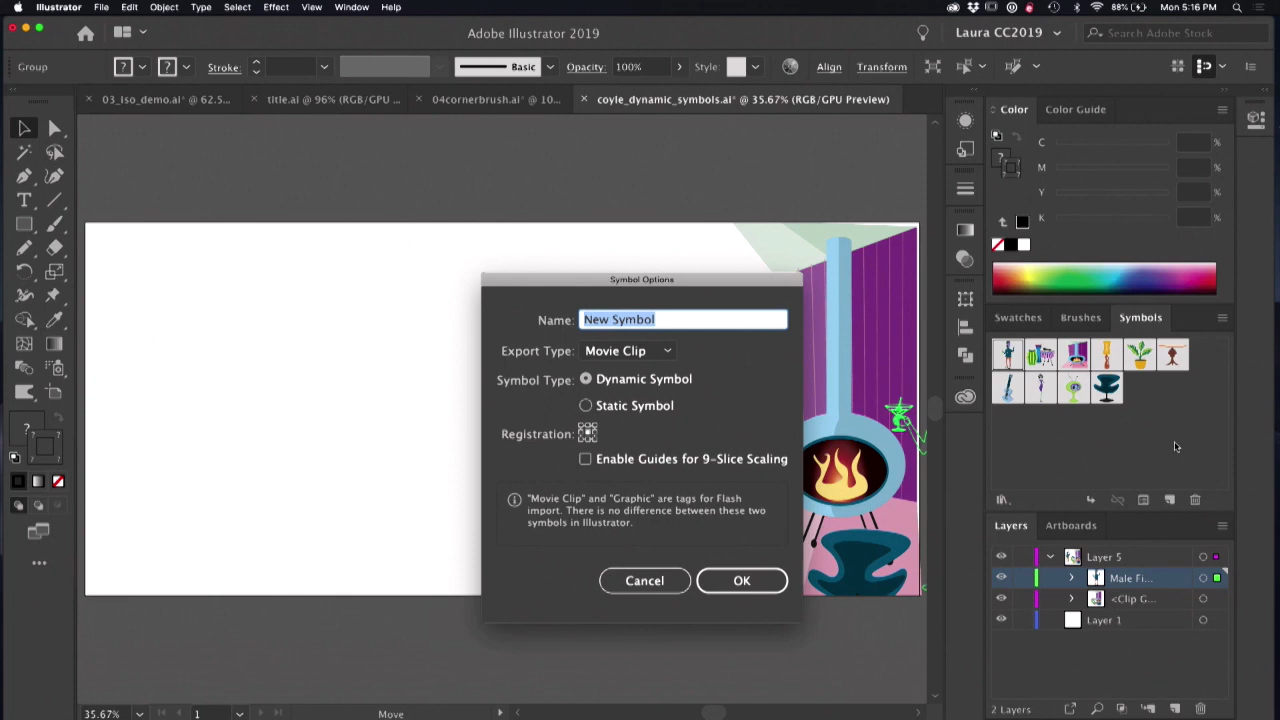 Illustrator File Edit Object Type Select Effect View Window Help 88% Mon 5:16 PM
Adobe Illustrator 2019 Laura CC2019 Search Adobe Stock
Group ? ? Stroke: Basic Opacity: 100% Style: Align Transform
03_Iso_demo.ai* @ 62.5... title.ai @ 96% (RGB/GPU ... 04cornerbrush.ai* @ 10... coyle_dynamic_symbols.ai* @ 35.67% (RGB/GPU Preview)
Color Color Guide
C %
M %
Y %
K %
Symbol Options
Name: New Symbol
Export Type: Movie Clip
Symbol Type: Dynamic Symbol
Static Symbol
Registration:
Enable Guides for 9-Slice Scaling
"Movie Clip" and "Graphic" are tags for Flash
import. There is no difference between these two
symbols in Illustrator.
Cancel OK
Swatches Brushes Symbols
Layers Artboards
Layer 5
Male Fi...
<Clip G...
Layer 1
2 Layers
35.67% 1 Move